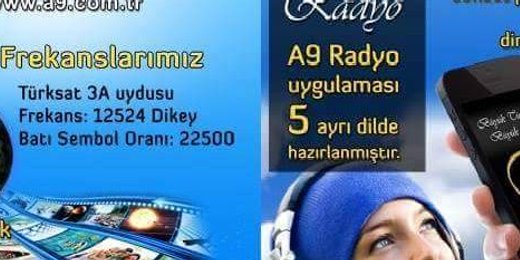 www.a9.com.tr
Frekanslarımız
Türksat 3A uydusu
Frekans: 12524 Dikey
Batı Sembol Oranı: 22500
Radyo
A9 Radyo
uygulaması
5 ayrı dilde
hazırlanmıştır.